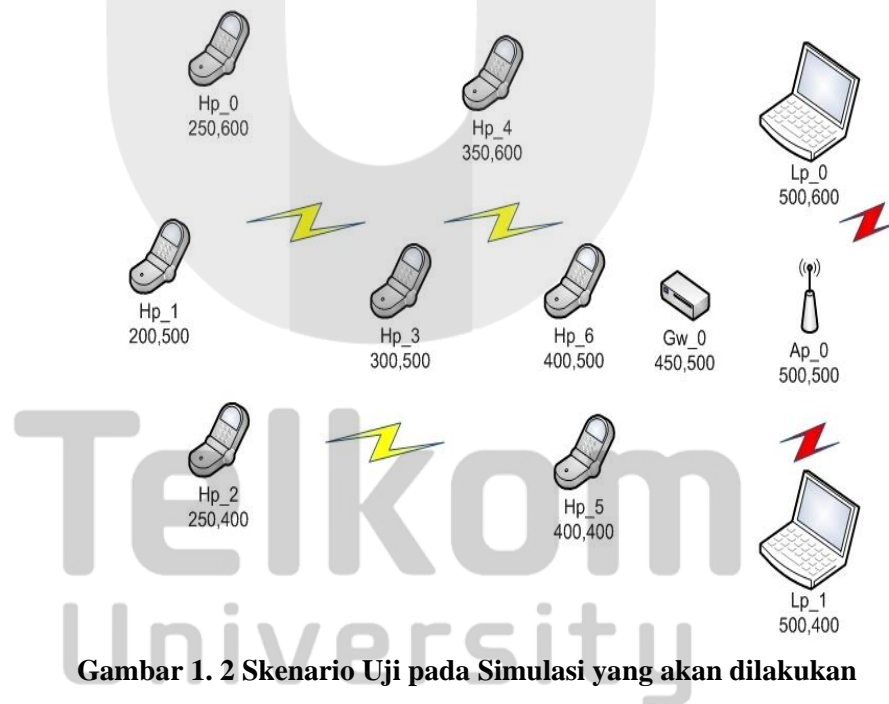 Hp_0
250,600
Hp_4
350,600
Lp_0
500,600
Hp_1
200,500
Hp_3
300,500
Hp_6
400,500
Gw_0
450,500
Ap_0
500,500
Hp_2
250,400
Hp_5
400,400
Lp_1
500,400
Telkom
University
Gambar 1. 2 Skenario Uji pada Simulasi yang akan dilakukan